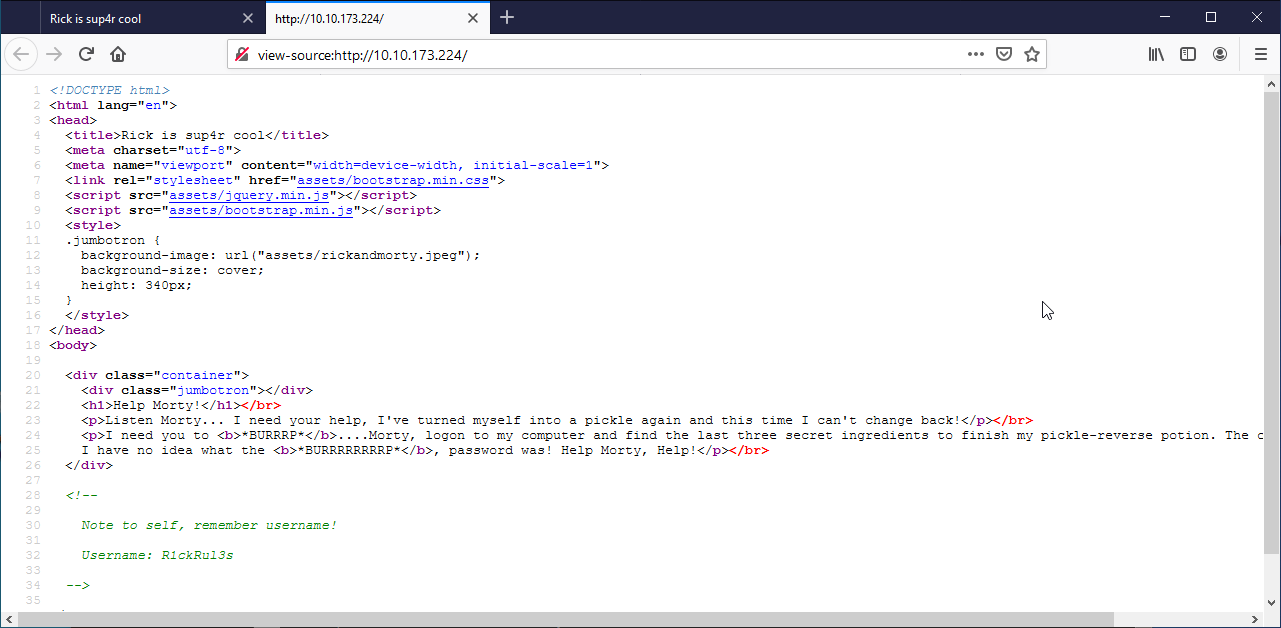 Rick is sup4r cool
http://10.10.173.224/
view-source:http://10.10.173.224/
1 <!DOCTYPE html>
2 <html lang="en">
3 <head>
4 <title>Rick is sup4r cool</title>
5 <meta charset="utf-8">
6 <meta name="viewport" content="width=device-width, initial-scale=1">
7 <link rel="stylesheet" href="assets/bootstrap.min.css">
8 <script src="assets/jquery.min.js"></script>
9 <script src="assets/bootstrap.min.js"></script>
10 <style>
11 .jumbotron {
12 background-image: url("assets/rickandmorty.jpeg");
13 background-size: cover;
14 height: 340px;
15 }
16 </style>
17 </head>
18 <body>
19
20 <div class="container">
21 <div class="jumbotron"></div>
22 <h1>Help Morty!</h1></br>
23 <p>Listen Morty... I need your help, I've turned myself into a pickle again and this time I can't change back!</p></br>
24 <p>I need you to <b>*BURRRP*</b>....Morty, logon to my computer and find the last three secret ingredients to finish my pickle-reverse potion. The
25 I have no idea what the <b>*BURRRRRRRRP*</b>, password was! Help Morty, Help!</p></br>
26 </div>
27
28 <!--
29
30 Note to self, remember username!
31
32 Username: R1ckRul3s
33
34 -->
35